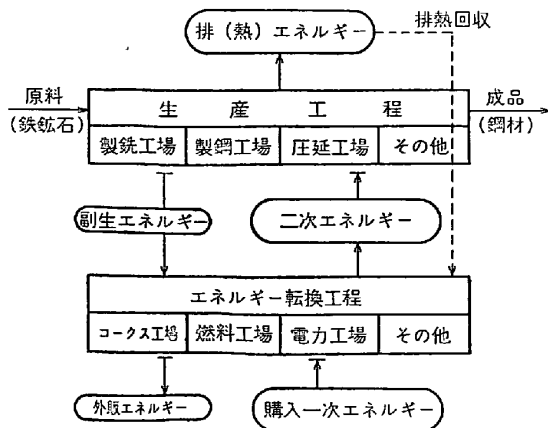 排(熱)エネルギー
排熱回収
原料
(鉄鉱石)
生産工程
成品
(鋼材)
製銑工場 製鋼工場 圧延工場 その他
副生エネルギー
二次エネルギー
エネルギー転換工程
コークス工場 燃料工場 電力工場 その他
外販エネルギー
購入一次エネルギー